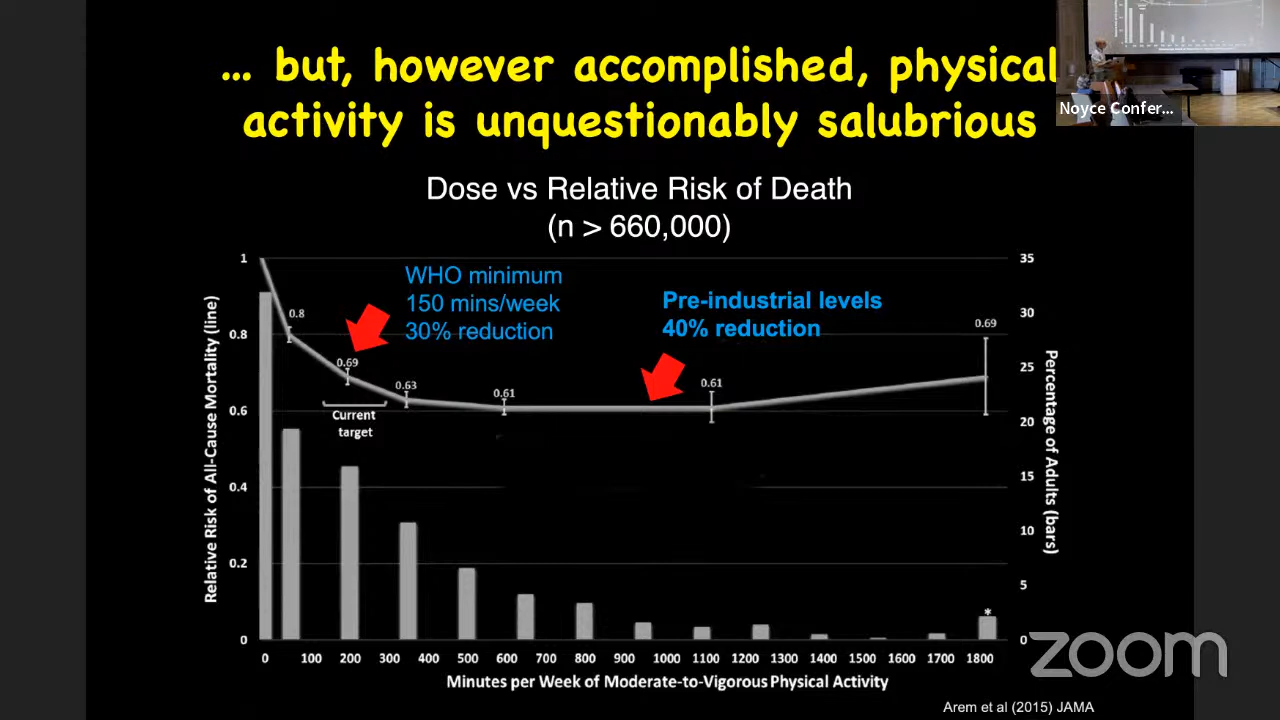 ... but, however accomplished, physical
activity is unquestionably salubrious
Noyce Confer...
Dose vs Relative Risk of Death
(n > 660,000)
WHO minimum
150 mins/week
30% reduction
Pre-industrial levels
40% reduction
Relative Risk of All-Cause Mortality (line)
1
0.8
0.6
0.4
0.2
0
0.8
0.69
0.63
0.61
0.61
0.69
Current
target
*
35
30
25
20
15
10
5
0
Percentage of Adults (bars)
0 100 200 300 400 500 600 700 800 900 1000 1100 1200 1300 1400 1500 1600 1700 1800
Minutes per Week of Moderate-to-Vigorous Physical Activity
zoom
Arem et al (2015) JAMA